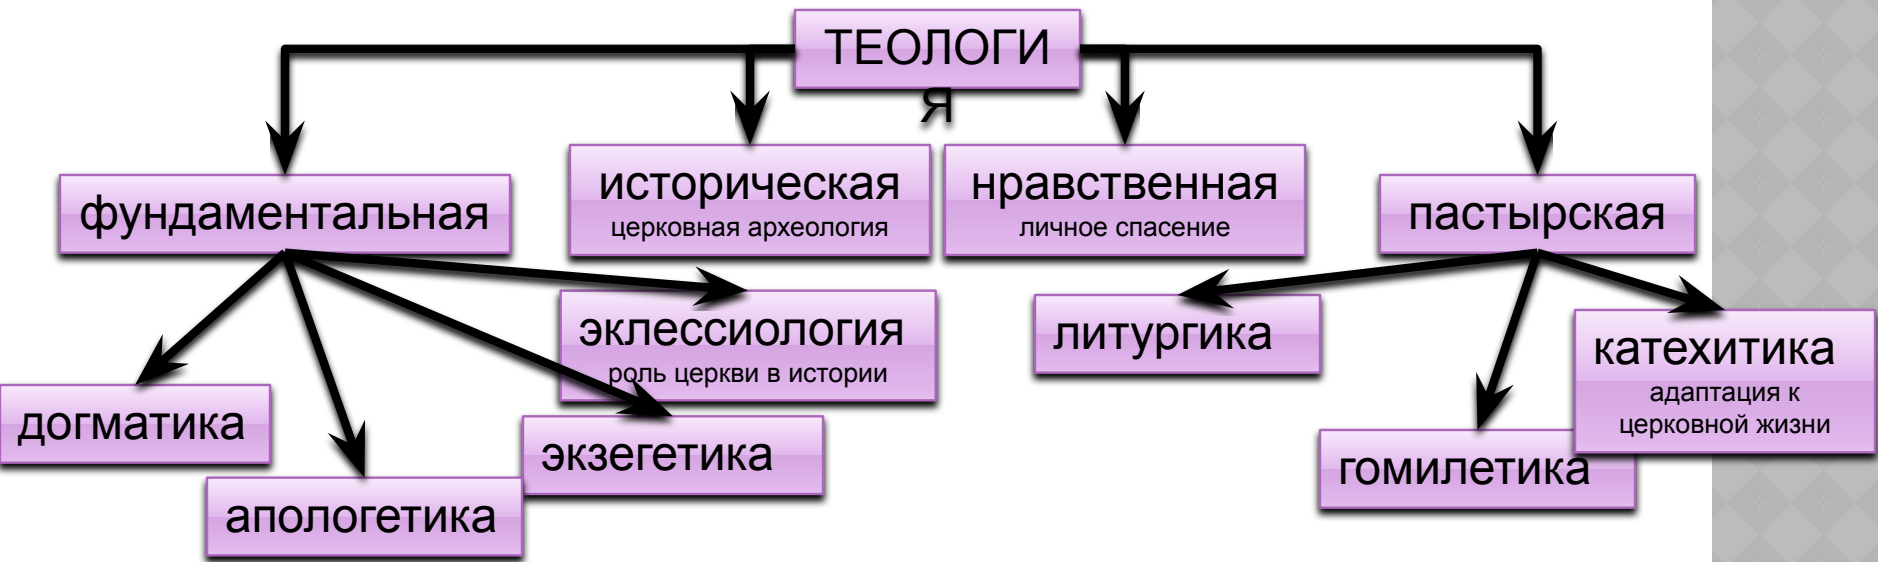 ТЕОЛОГИ
Я
фундаментальная
историческая
церковная археология
нравственная
личное спасение
пастырская
эклессиология
роль церкви в истории
догматика
апологетика
экзегетика
литургика
гомилетика
катехитика
адаптация к
церковной жизни